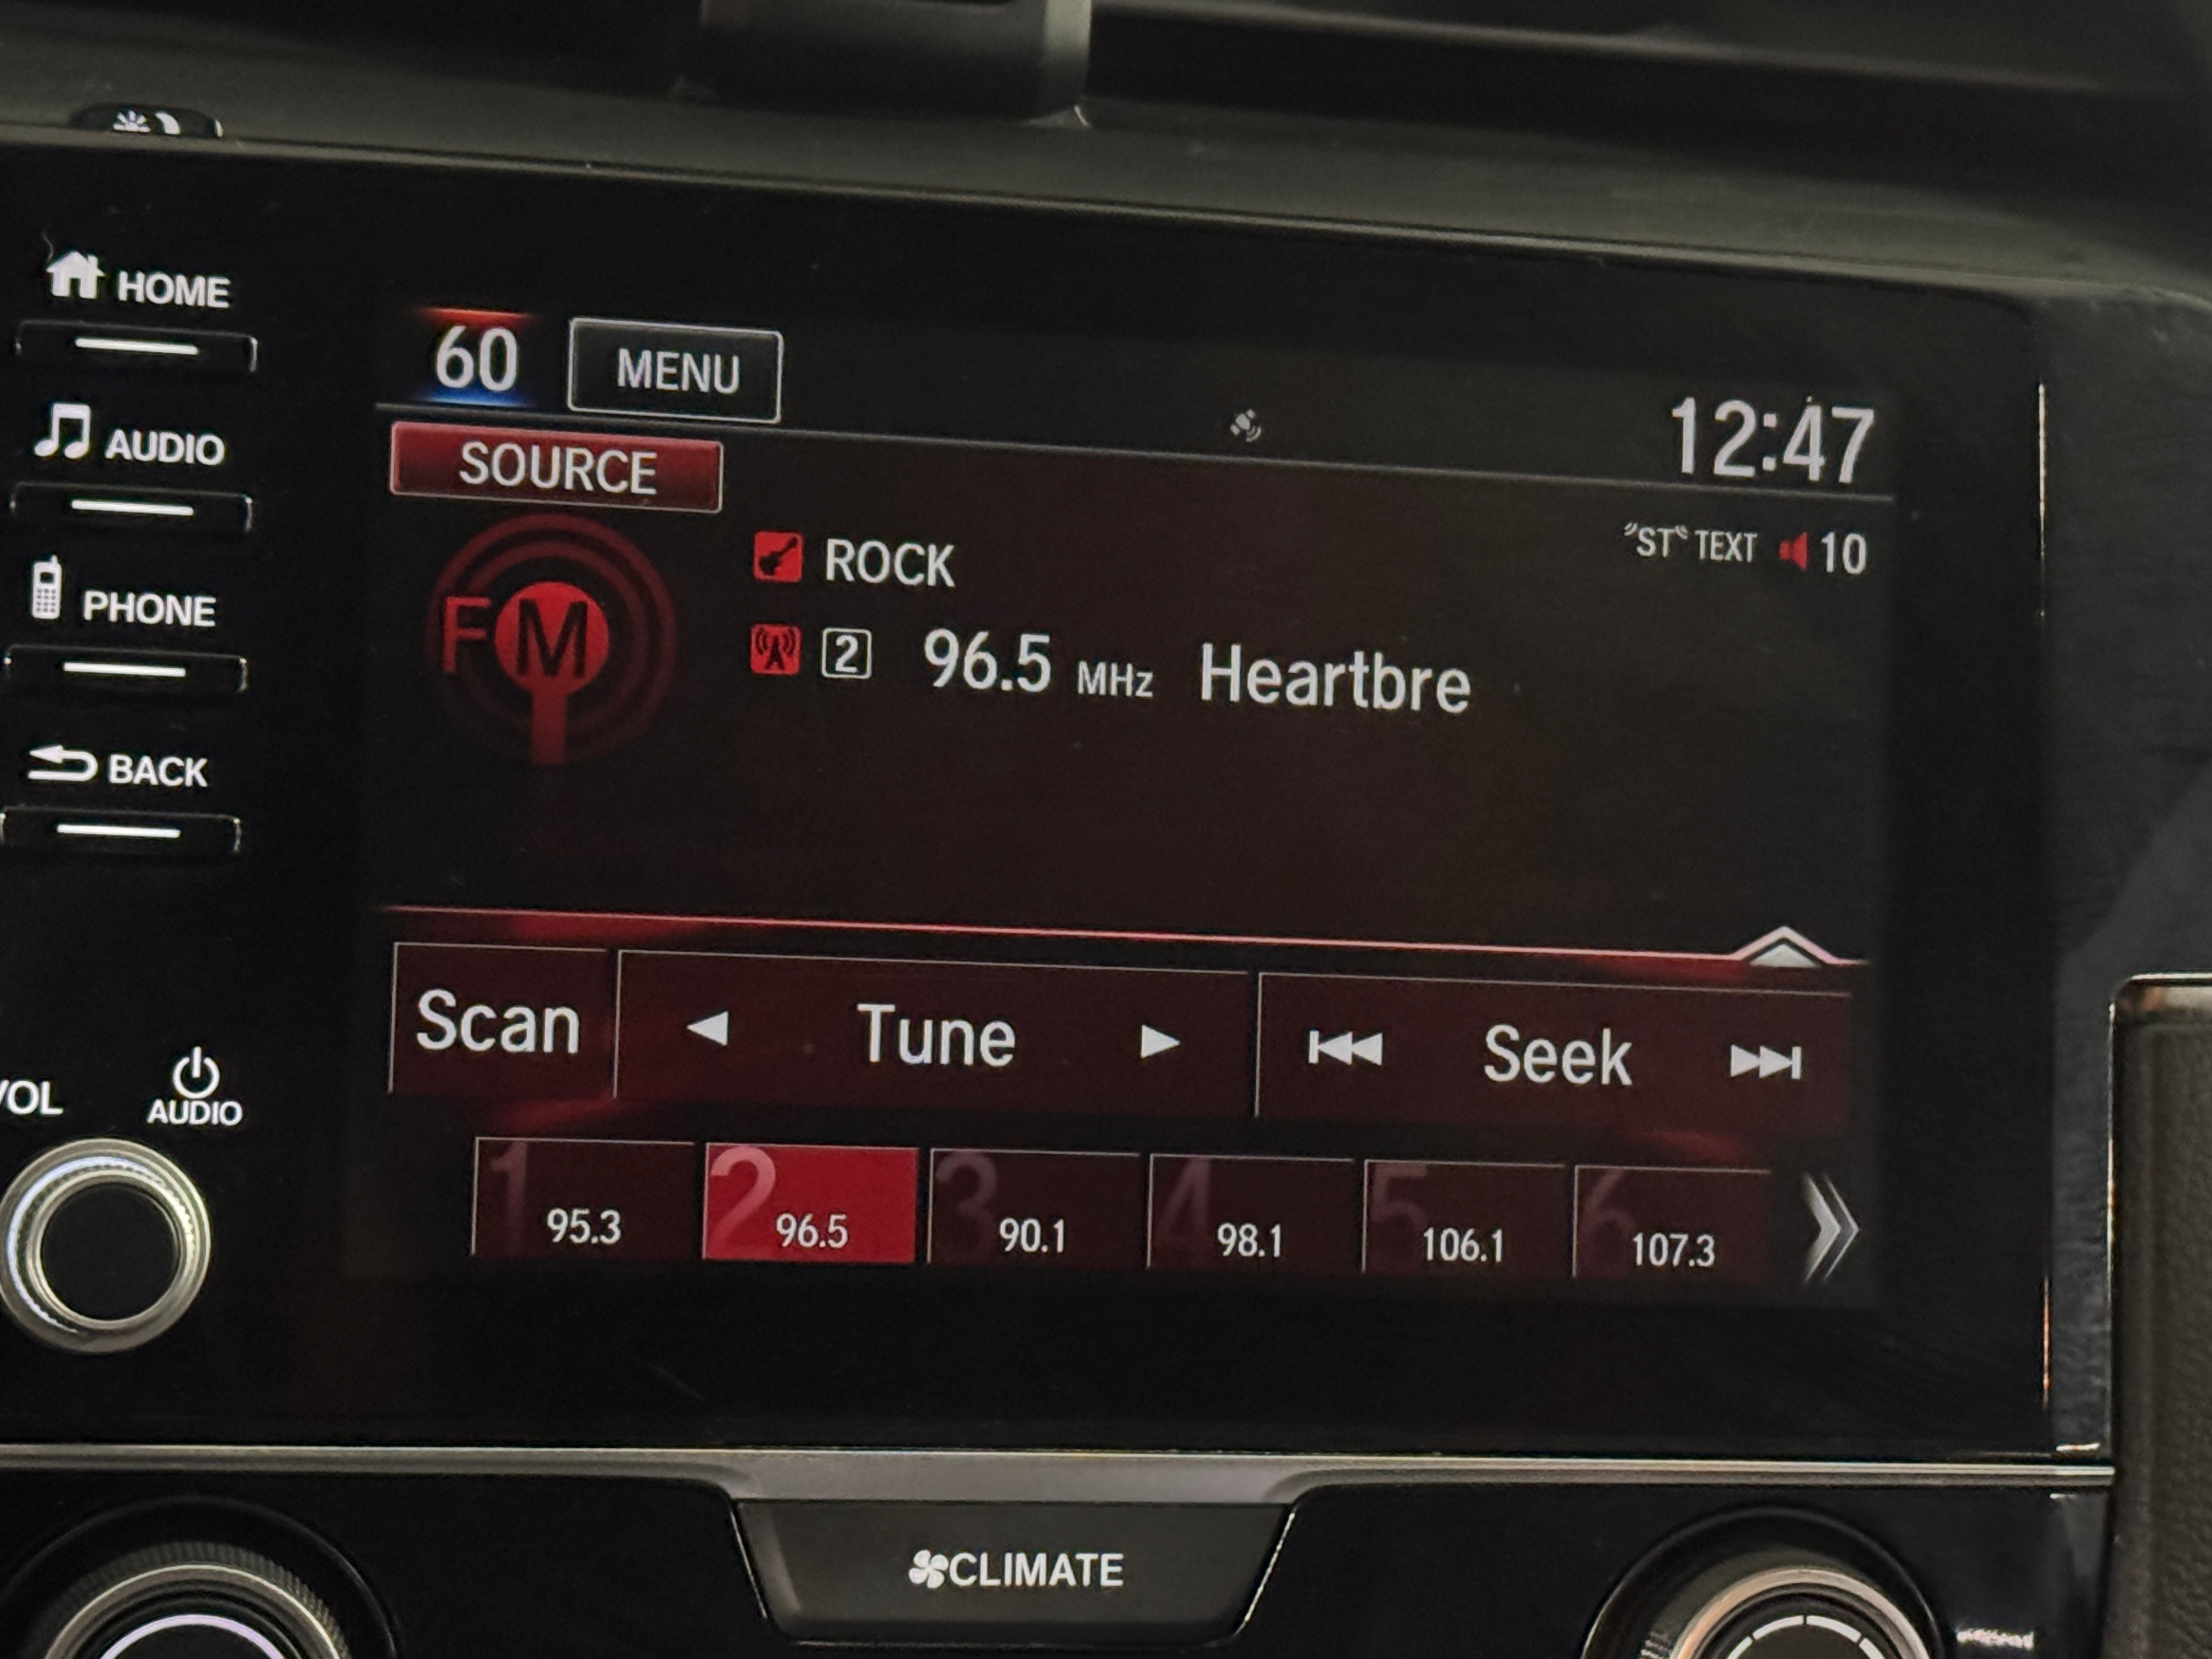 HOME
AUDIO
PHONE
BACK
VOL
AUDIO
60 MENU 12:47
SOURCE
"ST" TEXT 10
ROCK
FM
2 96.5 MHz Heartbre
Scan Tune Seek
1 95.3
2 96.5
3 90.1
4 98.1
5 106.1
6 107.3
CLIMATE